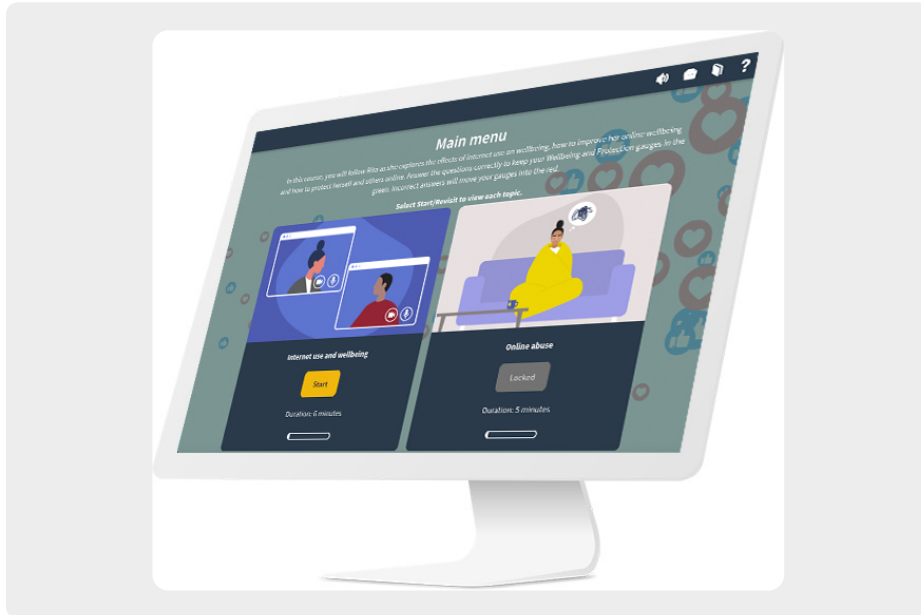 ?
Main menu
In this course, you will follow Rita as she explores the effects of internet use on wellbeing, how to improve her online wellbeing
and how to protect herself and others online. Answer the questions correctly to keep your Wellbeing and Protection gauges in the
green. Incorrect answers will move your gauges into the red.
Select Start/Revisit to view each topic.
Internet use and wellbeing
Start
Duration: 6 minutes
Online abuse
Locked
Duration: 5 minutes